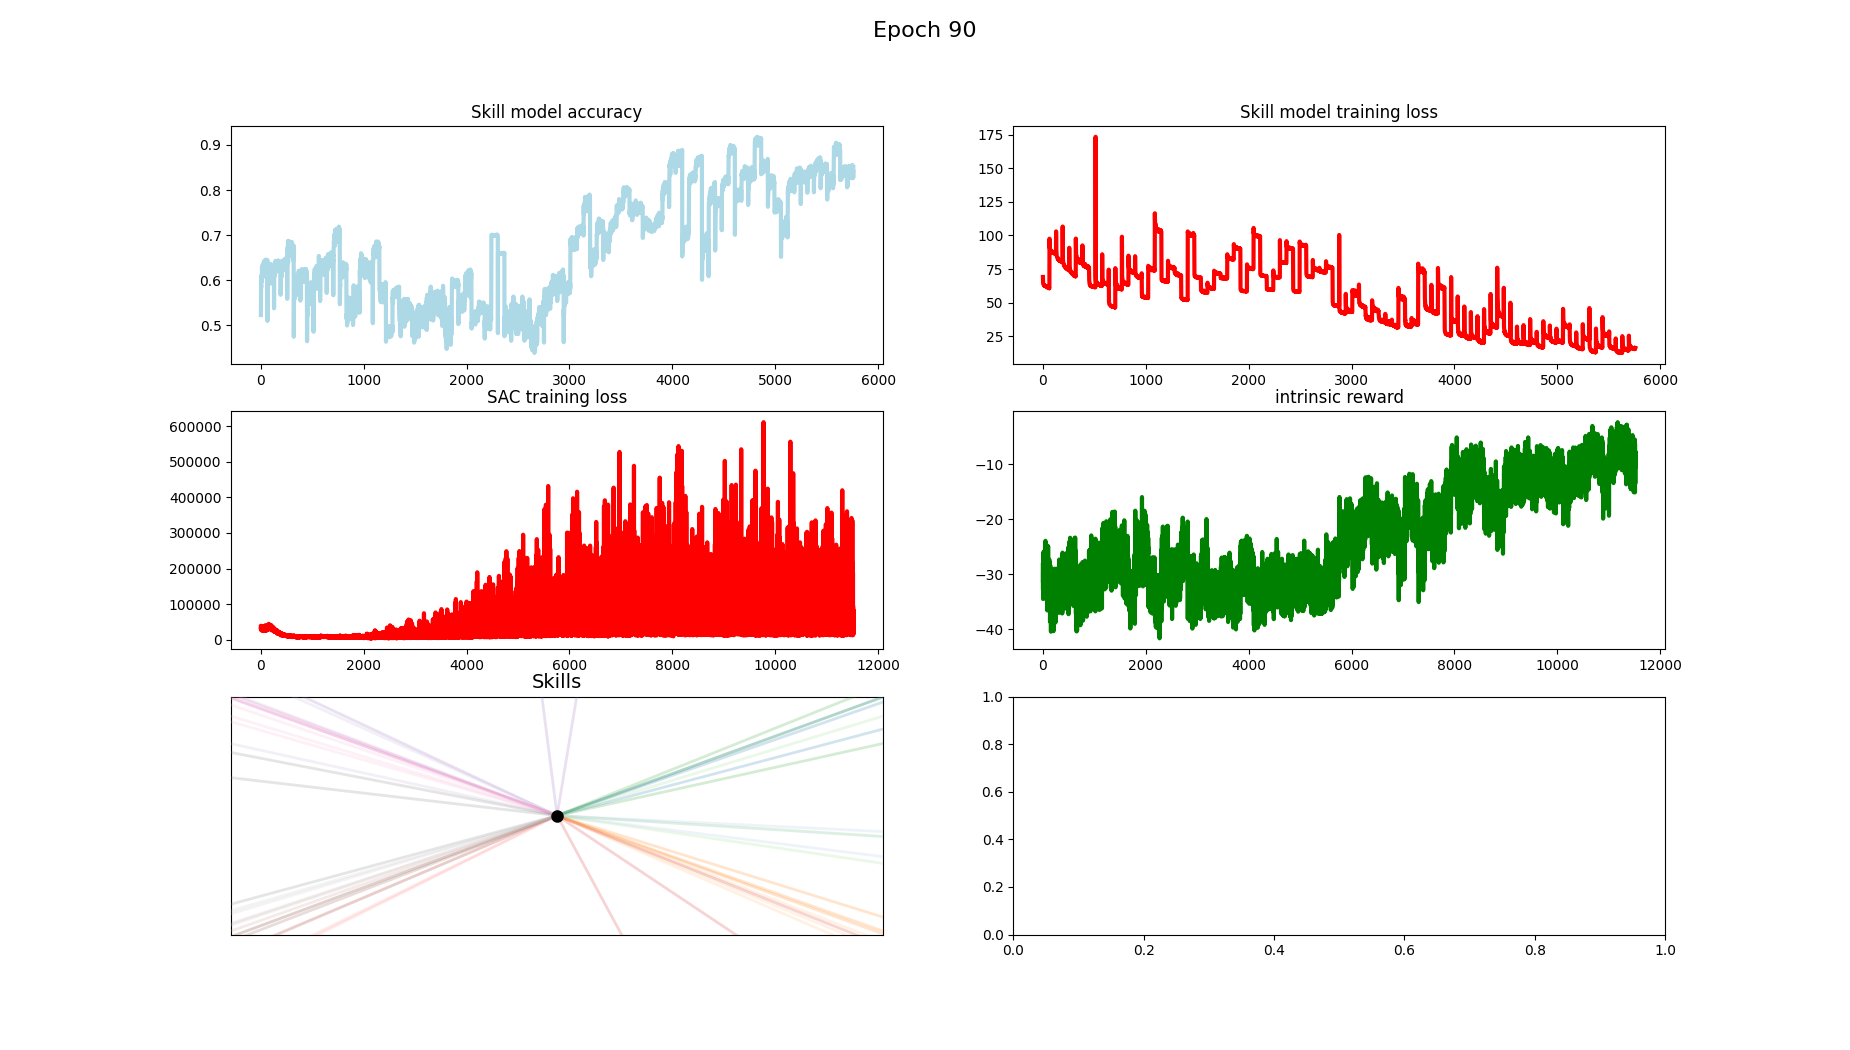 Epoch 90
Skill model accuracy
0.9
0.8
0.7
0.6
0.5
0 1000 2000 3000 4000 5000 6000
Skill model training loss
175
150
125
100
75
50
25
0 1000 2000 3000 4000 5000 6000
SAC training loss
600000
500000
400000
300000
200000
100000
0
0 2000 4000 6000 8000 10000 12000
intrinsic reward
−10
−20
−30
−40
0 2000 4000 6000 8000 10000 12000
Skills
1.0
0.8
0.6
0.4
0.2
0.0
0.0 0.2 0.4 0.6 0.8 1.0